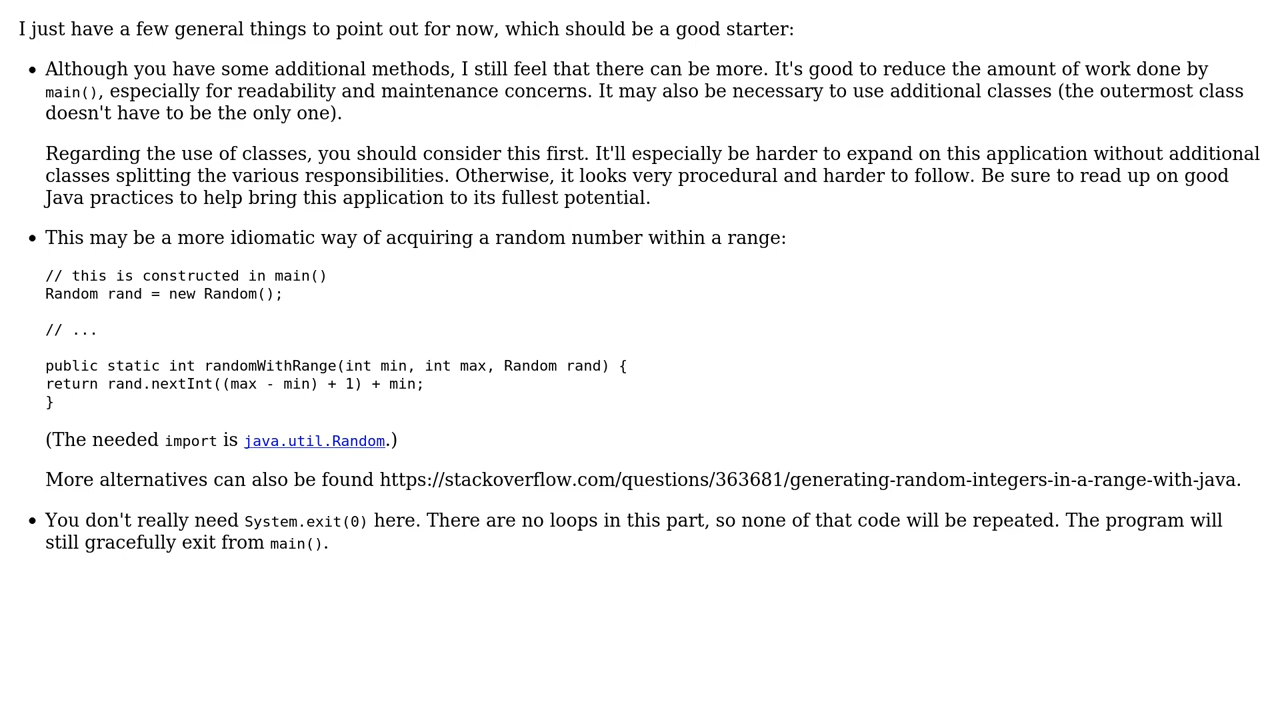 I just have a few general things to point out for now, which should be a good starter:
• Although you have some additional methods, I still feel that there can be more. It's good to reduce the amount of work done by
main(), especially for readability and maintenance concerns. It may also be necessary to use additional classes (the outermost class
doesn't have to be the only one).
Regarding the use of classes, you should consider this first. It'll especially be harder to expand on this application without additional
classes splitting the various responsibilities. Otherwise, it looks very procedural and harder to follow. Be sure to read up on good
Java practices to help bring this application to its fullest potential.
• This may be a more idiomatic way of acquiring a random number within a range:
// this is constructed in main()
Random rand = new Random();
// ...
public static int randomWithRange(int min, int max, Random rand) {
return rand.nextInt((max - min) + 1) + min;
}
(The needed import is java.util.Random.)
More alternatives can also be found https://stackoverflow.com/questions/363681/generating-random-integers-in-a-range-with-java.
• You don't really need System.exit(0) here. There are no loops in this part, so none of that code will be repeated. The program will
still gracefully exit from main().